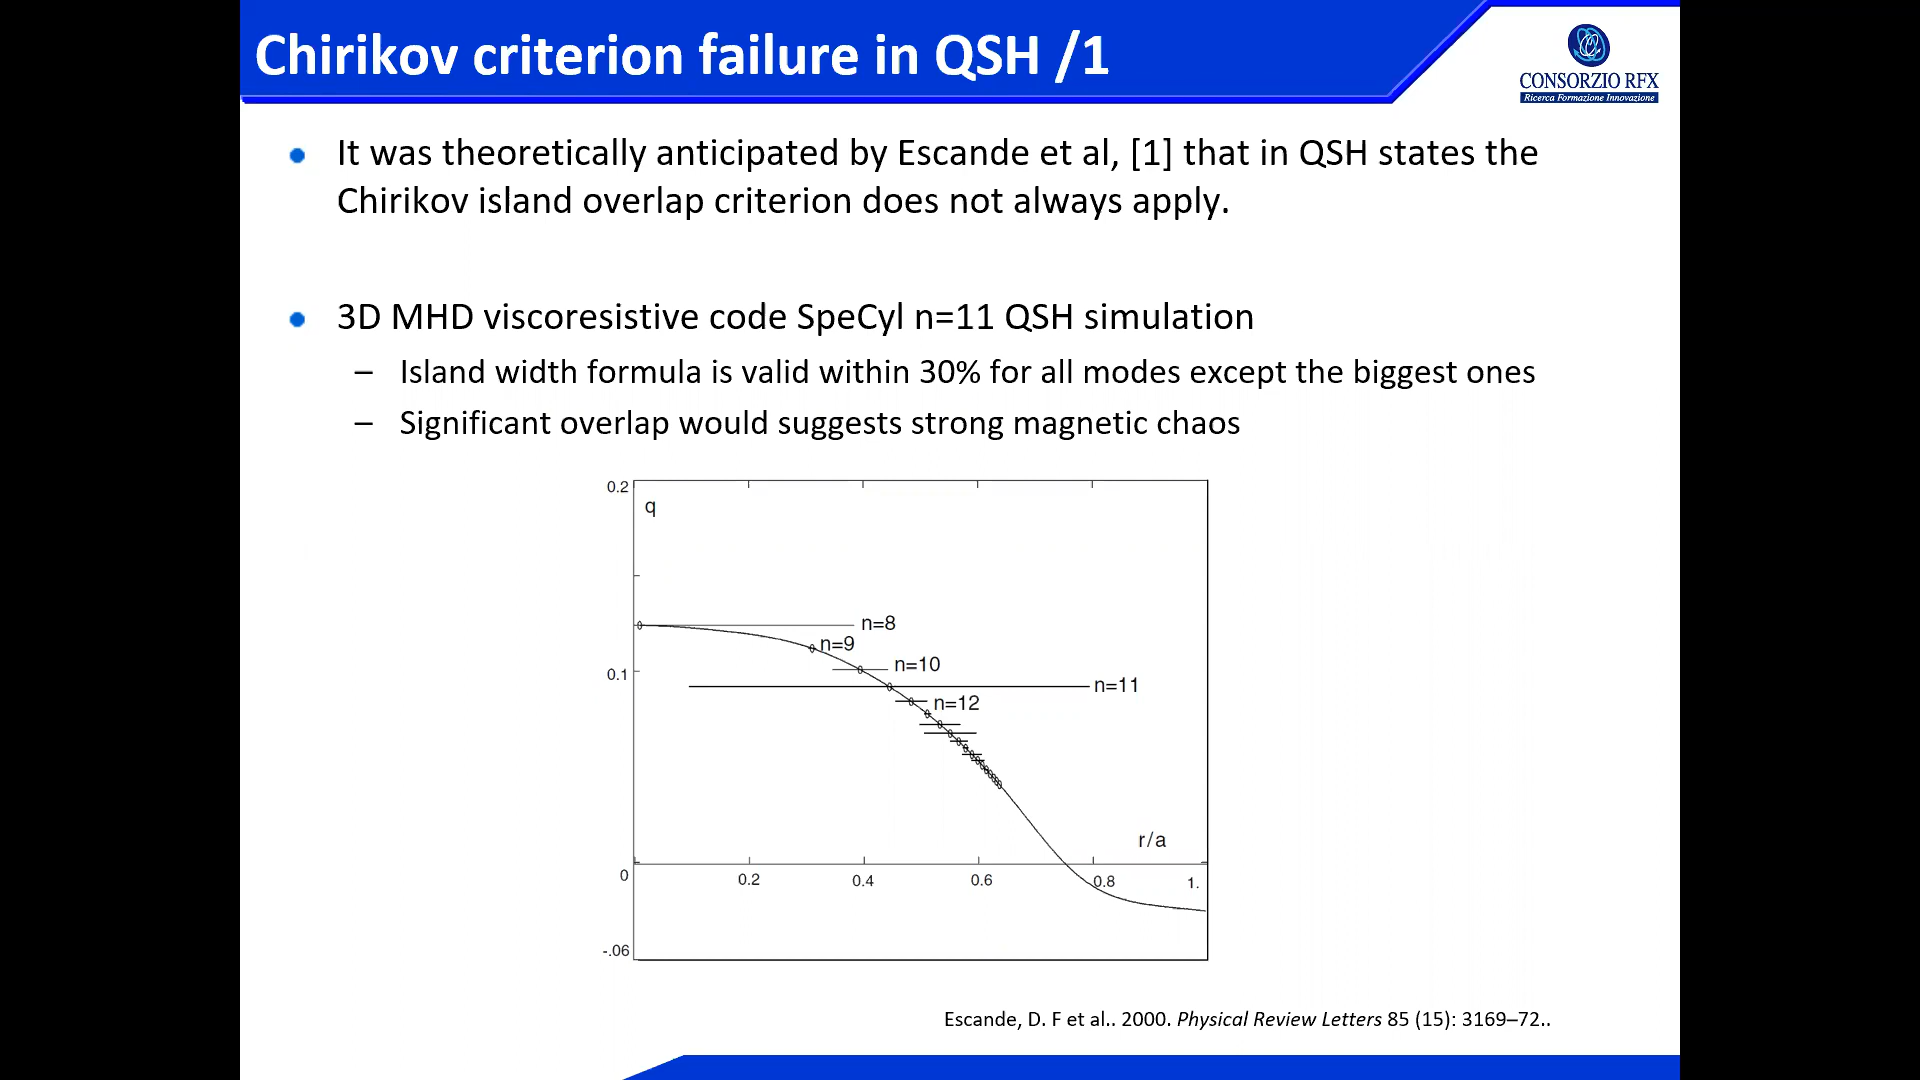 Chirikov criterion failure in QSH /1
CONSORZIO RFX
Ricerca Formazione Innovazione
It was theoretically anticipated by Escande et al, [1] that in QSH states the
Chirikov island overlap criterion does not always apply.
3D MHD viscoresistive code SpeCyl n=11 QSH simulation
– Island width formula is valid within 30% for all modes except the biggest ones
– Significant overlap would suggests strong magnetic chaos
0.2
q
n=8
n=9
n=10
0.1
n=11
n=12
r/a
0
0.2
0.4
0.6
0.8
1.
-.06
Escande, D. F et al.. 2000. Physical Review Letters 85 (15): 3169–72..